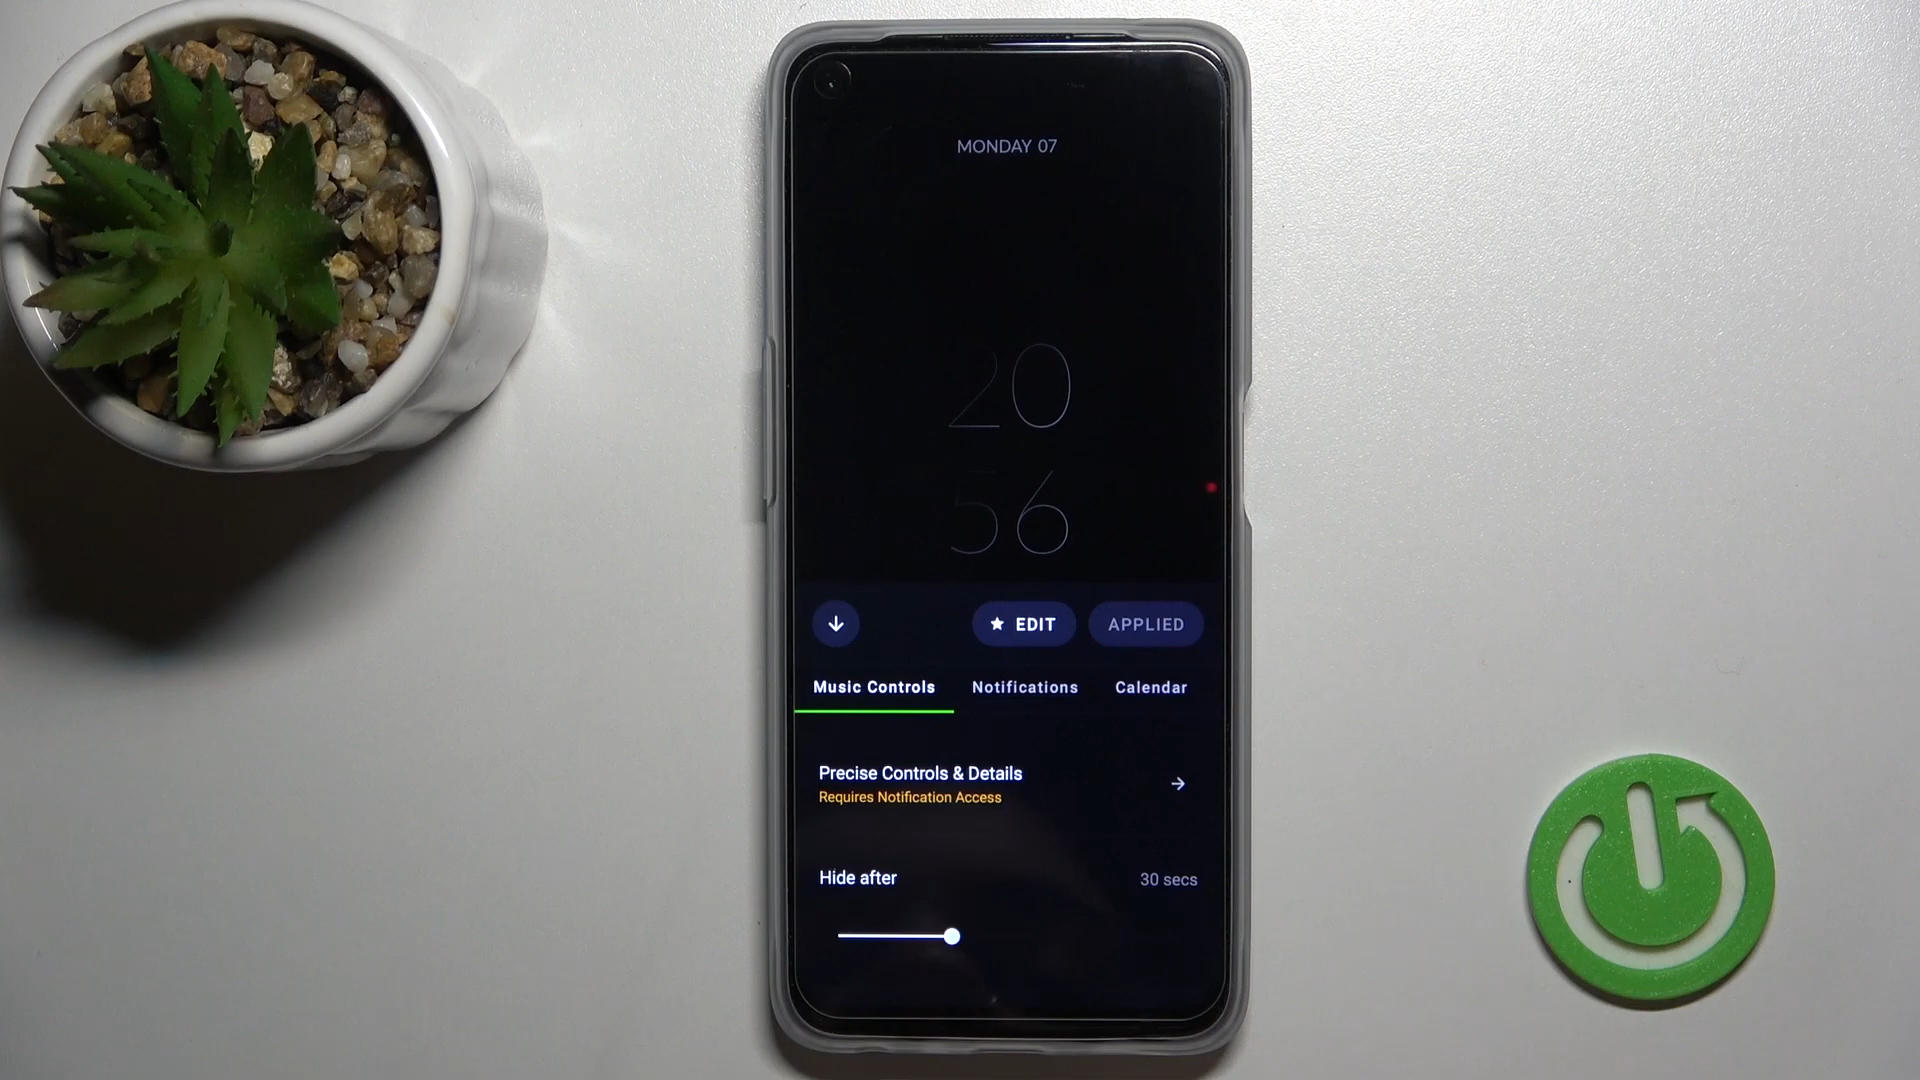 MONDAY 07
20
56
EDIT
APPLIED
Music Controls
Notifications
Calendar
Precise Controls & Details
Requires Notification Access
Hide after
30 secs